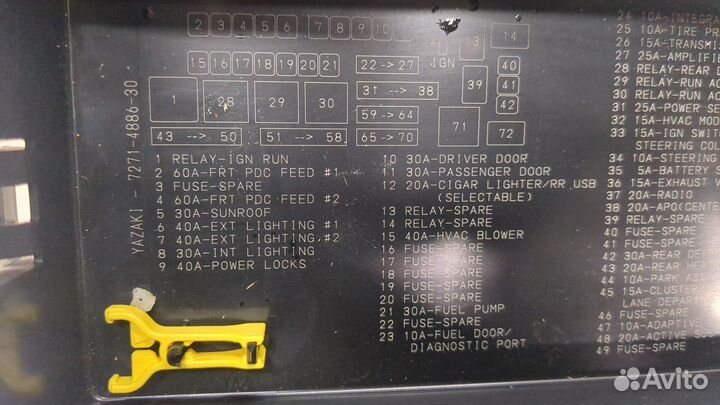 2 3 4 5 6 7 8 9 10 11 13 14
15 16 17 18 19 20 21 22 -> 27 -IGN 39 40
41
42
1 28 29 30 31 -> 38
59 -> 64 71
43 --> 50 51 -> 58 65 -> 70 72
YAZAKI - 7271-4886-30
1 RELAY-IGN RUN
2 60A-FRT PDC FEED #1
3 FUSE-SPARE
4 60A-FRT PDC FEED #2
5 30A-SUNROOF
6 40A-EXT LIGHTING #1
7 40A-EXT LIGHTING #2
8 30A-INT LIGHTING
9 40A-POWER LOCKS
10 30A-DRIVER DOOR
11 30A-PASSENGER DOOR
12 20A-CIGAR LIGHTER/RR USB
(SELECTABLE)
13 RELAY-SPARE
14 RELAY-SPARE
15 40A-HVAC BLOWER
16 FUSE-SPARE
17 FUSE-SPARE
18 FUSE-SPARE
19 FUSE-SPARE
20 FUSE-SPARE
21 30A-FUEL PUMP
22 FUSE-SPARE
23 10A-FUEL DOOR/
DIAGNOSTIC PORT
24 10A-INTEGR
25 10A-TIRE PR
26 15A-TRANSMIT
27 25A-AMPLIFIE
28 RELAY-REAR
29 RELAY-RUN AC
30 RELAY-RUN AC
31 25A-POWER SE
32 15A-HVAC MOD
33 15A-IGN SWITC
STEERING COL
34 10A-STEERING
35 5A-BATTERY S
36 15A-EXHAUST V
37 20A-RADIO
38 20A-APO(CENTE
39 RELAY-SPARE
40 FUSE-SPARE
41 FUSE-SPARE
42 30A-REAR DE
43 20A-REAR HE
44 10A-PARK ASS
45 15A-CLUSTER
LANE DEPART
46 FUSE-SPARE
47 10A-ADAPTIVE
48 20A-ACTIVE SUS
49 FUSE-SPARE
Avito